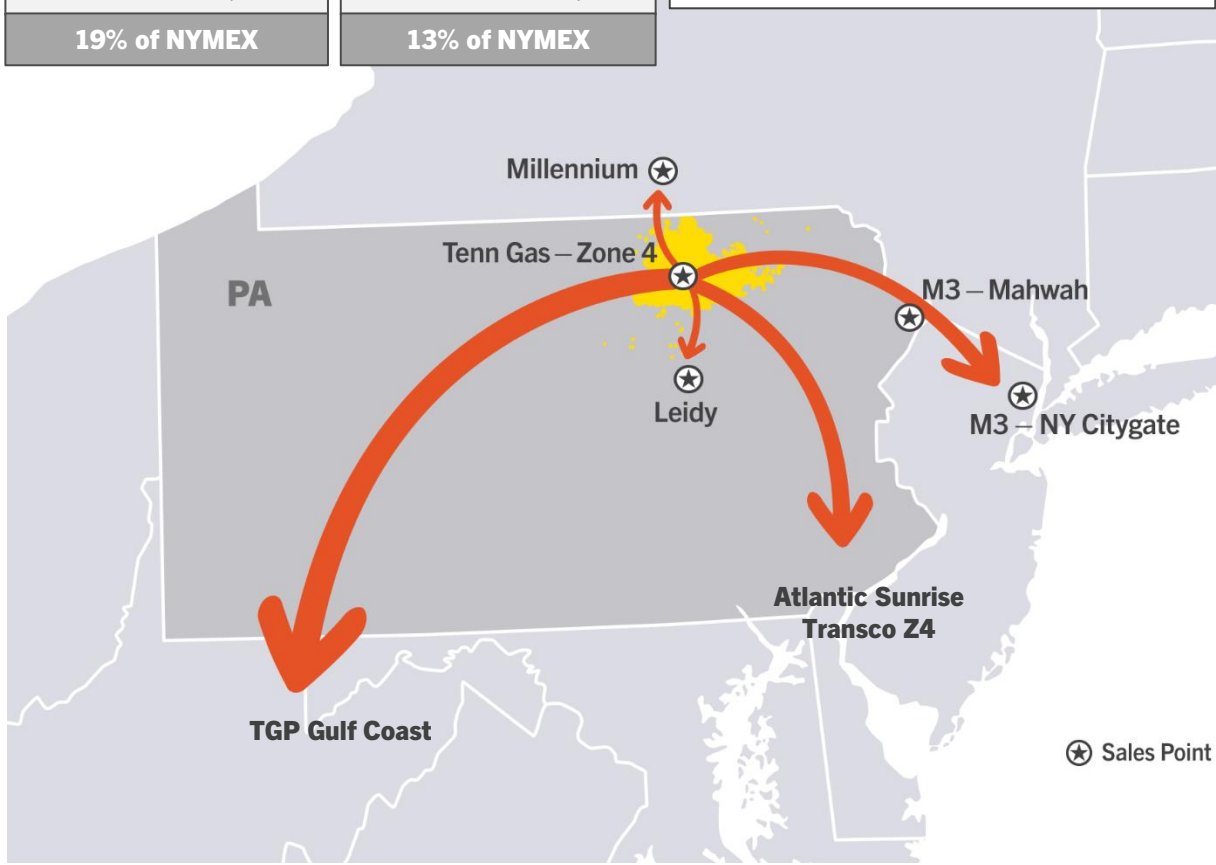 19% of NYMEX
13% of NYMEX
Millennium
Tenn Gas – Zone 4
PA
M3 – Mahwah
Leidy
M3 – NY Citygate
Atlantic Sunrise
Transco Z4
TGP Gulf Coast
Sales Point